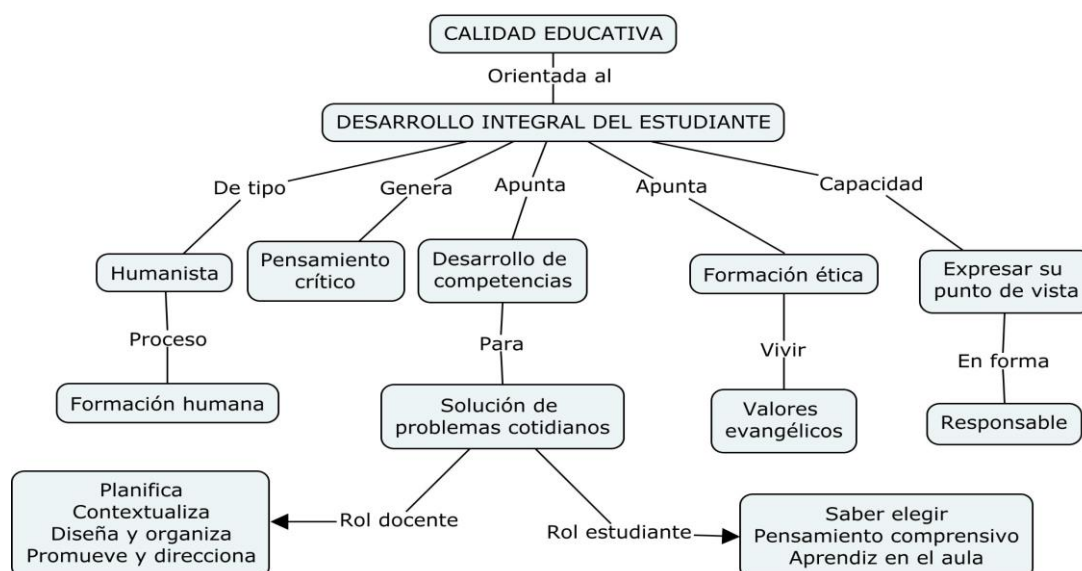 CALIDAD EDUCATIVA
Orientada al
DESARROLLO INTEGRAL DEL ESTUDIANTE
De tipo
Genera
Apunta
Apunta
Capacidad
Humanista
Pensamiento
crítico
Desarrollo de
competencias
Formación ética
Expresar su
punto de vista
Proceso
Para
Vivir
En forma
Formación humana
Solución de
problemas cotidianos
Valores
evangélicos
Responsable
Planifica
Contextualiza
Diseña y organiza
Promueve y direcciona
Rol docente
Rol estudiante
Saber elegir
Pensamiento comprensivo
Aprendiz en el aula